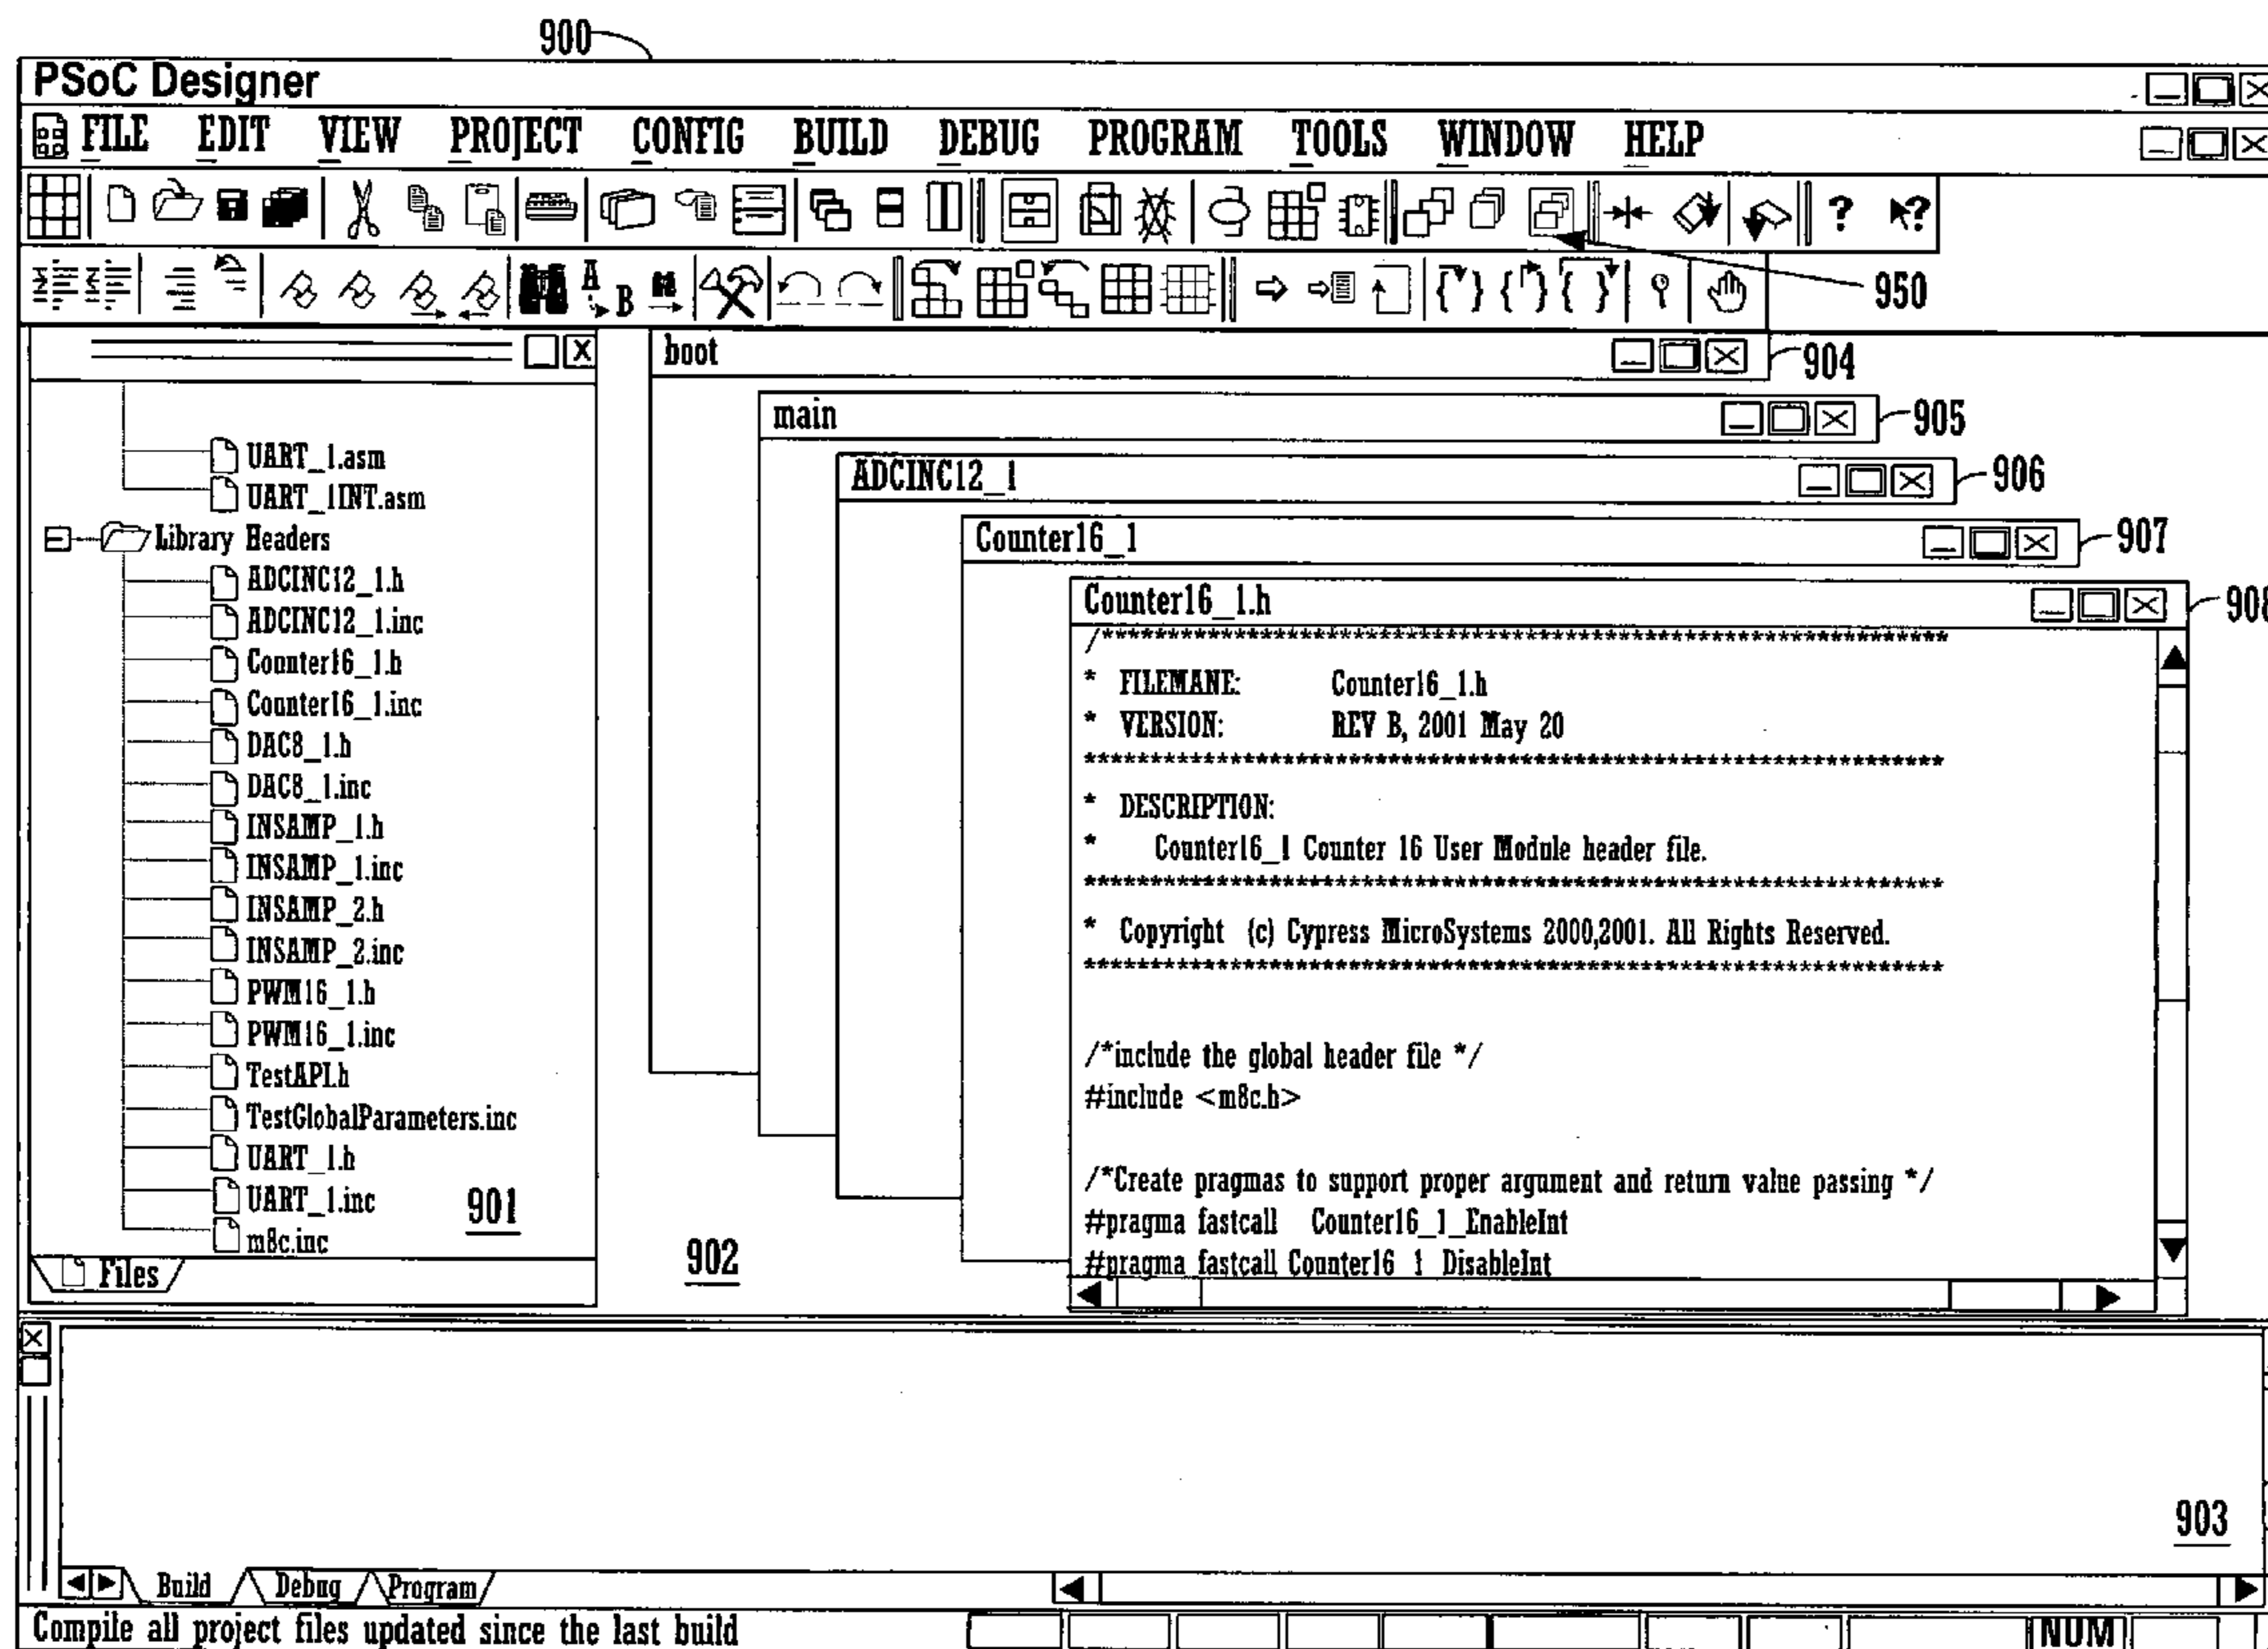 900
PSoC Designer
FILE EDIT VIEW PROJECT CONFIG BUILD DEBUG PROGRAM TOOLS WINDOW HELP
? ?
A B
950
boot
904
main
905
ADCINC12_1
906
Counter16_1
907
Counter16_1.h
908
UART_1.asm
UART_1INT.asm
Library Headers
ADCINC12_1.h
ADCINC12_1.inc
Counter16_1.h
Counter16_1.inc
DAC8_1.h
DAC8_1.inc
INSAMP_1.h
INSAMP_1.inc
INSAMP_2.h
INSAMP_2.inc
PWM16_1.h
PWM16_1.inc
TestAPI.h
TestGlobalParameters.inc
UART_1.h
UART_1.inc
m8c.inc
901
Files
902
/*****************************************************************
* FILEMANE: Counter16_1.h
* VERSION: REV B, 2001 May 20
******************************************************************
* DESCRIPTION:
* Counter16_1 Counter 16 User Module header file.
******************************************************************
* Copyright (c) Cypress MicroSystems 2000,2001. All Rights Reserved.
******************************************************************
/*include the global header file */
#include <m8c.h>
/*Create pragmas to support proper argument and return value passing */
#pragma fastcall Counter16_1_EnableInt
#pragma fastcall Counter16_1_DisableInt
903
Build Debug Program
Compile all project files updated since the last build
NUM